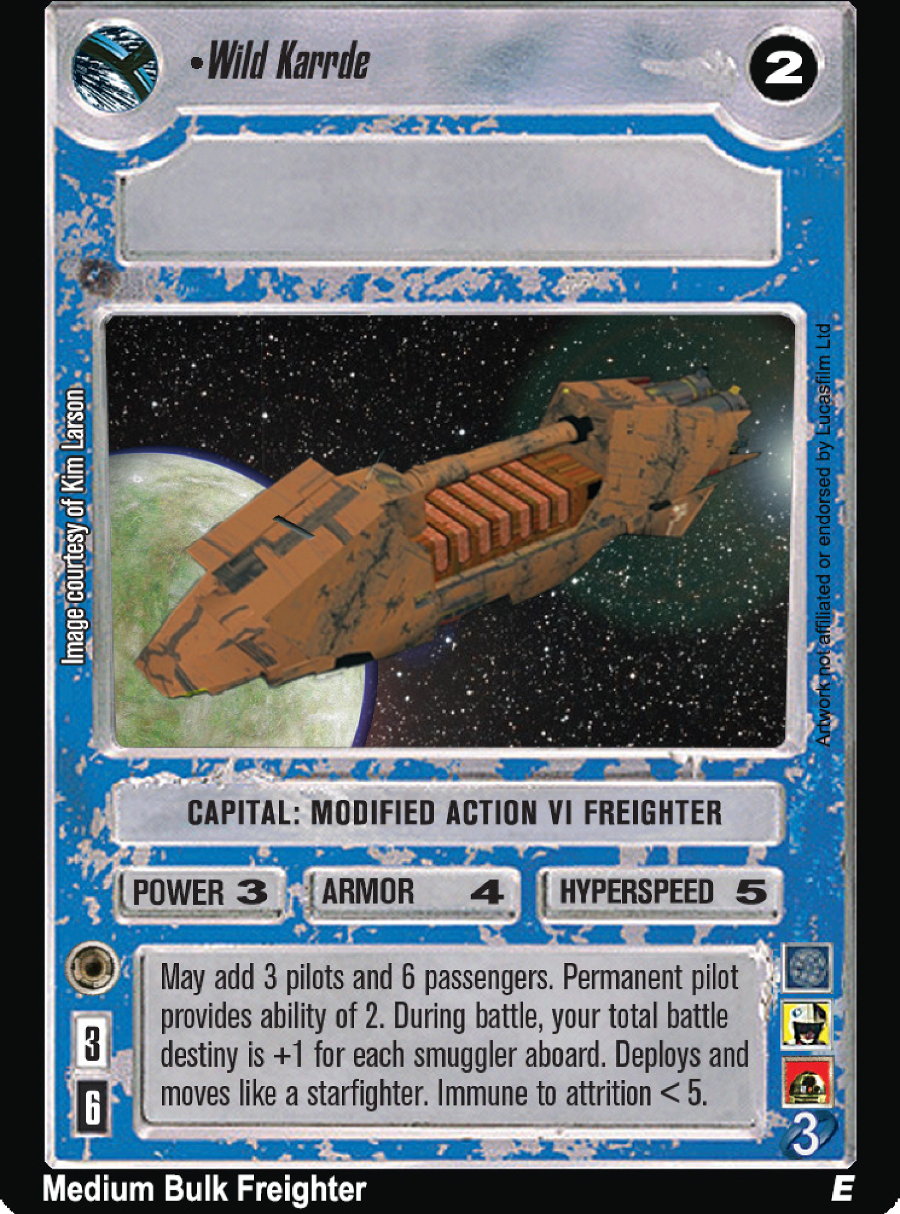 •Wild Karrde
2
Image courtesy of Kim Larson
Artwork not affiliated or endorsed by Lucasfilm Ltd
CAPITAL: MODIFIED ACTION VI FREIGHTER
POWER 3
ARMOR 4
HYPERSPEED 5
May add 3 pilots and 6 passengers. Permanent pilot
provides ability of 2. During battle, your total battle
destiny is +1 for each smuggler aboard. Deploys and
moves like a starfighter. Immune to attrition < 5.
3
6
3
Medium Bulk Freighter
E